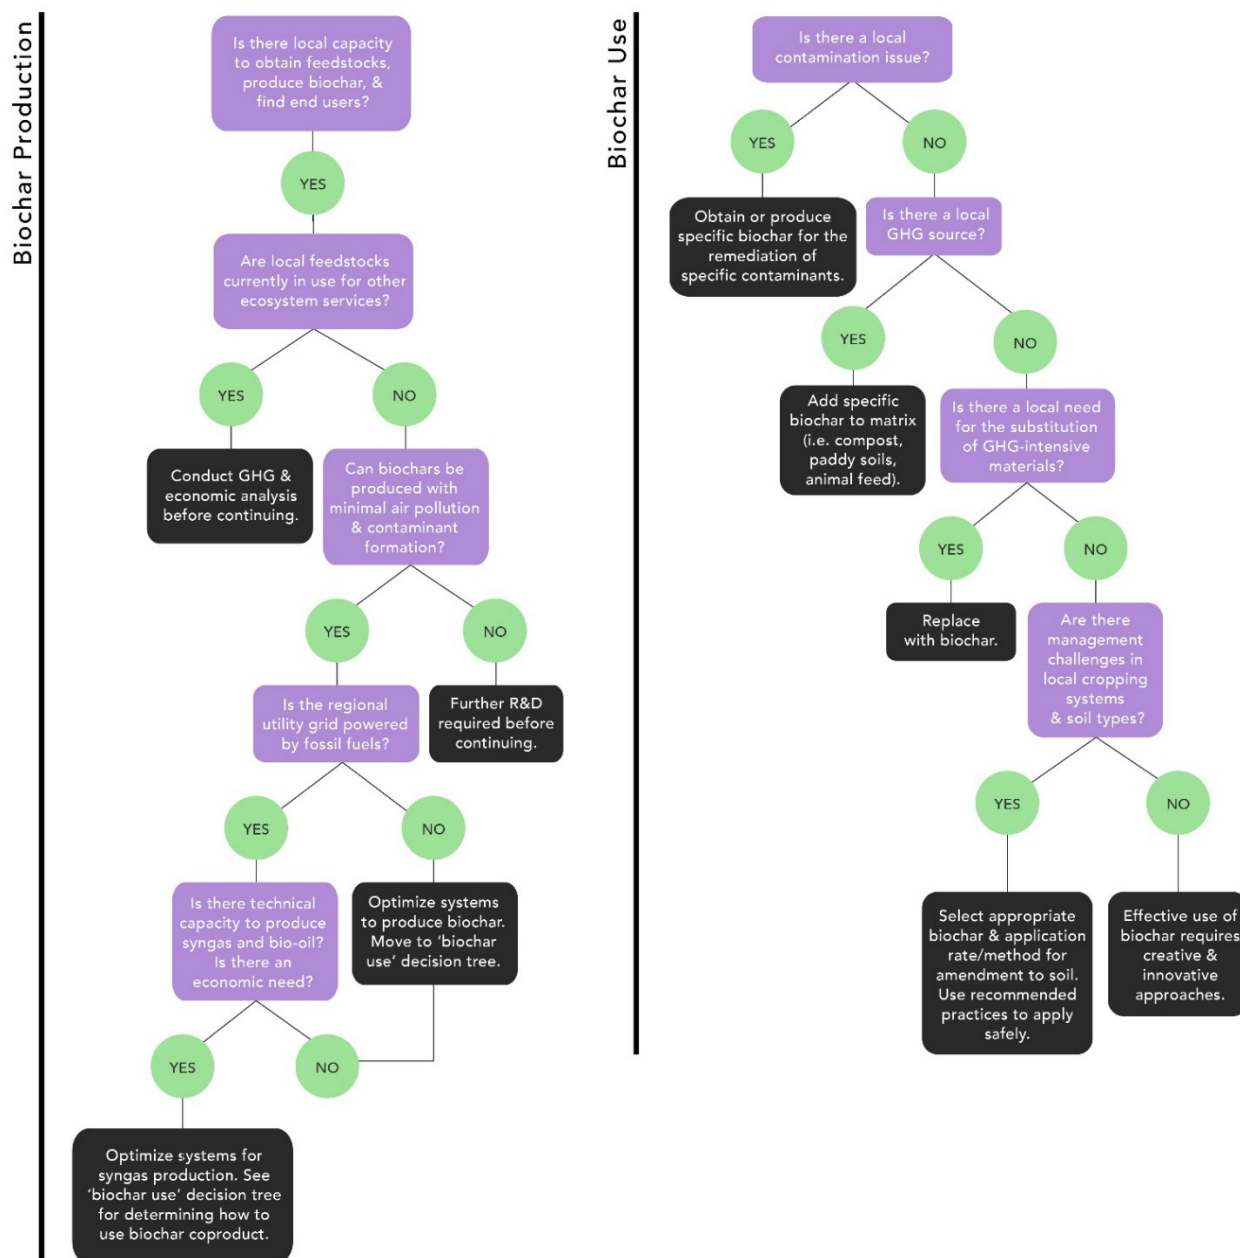 Biochar Production
Is there local capacity
to obtain feedstocks,
produce biochar, &
find end users?
YES
Are local feedstocks
currently in use for other
ecosystem services?
YES
NO
Conduct GHG &
economic analysis
before continuing.
Can biochars be
produced with
minimal air pollution
& contaminant
formation?
YES
NO
Is the regional
utility grid powered
by fossil fuels?
Further R&D
required before
continuing.
YES
NO
Is there technical
capacity to produce
syngas and bio-oil?
Is there an
economic need?
Optimize systems
to produce biochar.
Move to ‘biochar
use’ decision tree.
YES
NO
Optimize systems for
syngas production. See
‘biochar use’ decision tree
for determining how to
use biochar coproduct.
Biochar Use
Is there a local
contamination issue?
YES
NO
Obtain or produce
specific biochar for the
remediation of
specific contaminants.
Is there a local
GHG source?
YES
NO
Add specific
biochar to matrix
(i.e. compost,
paddy soils,
animal feed).
Is there a local need
for the substitution
of GHG-intensive
materials?
YES
NO
Replace
with biochar.
Are there
management
challenges in
local cropping
systems
& soil types?
YES
NO
Select appropriate
biochar & application
rate/method for
amendment to soil.
Use recommended
practices to apply
safely.
Effective use of
biochar requires
creative &
innovative
approaches.